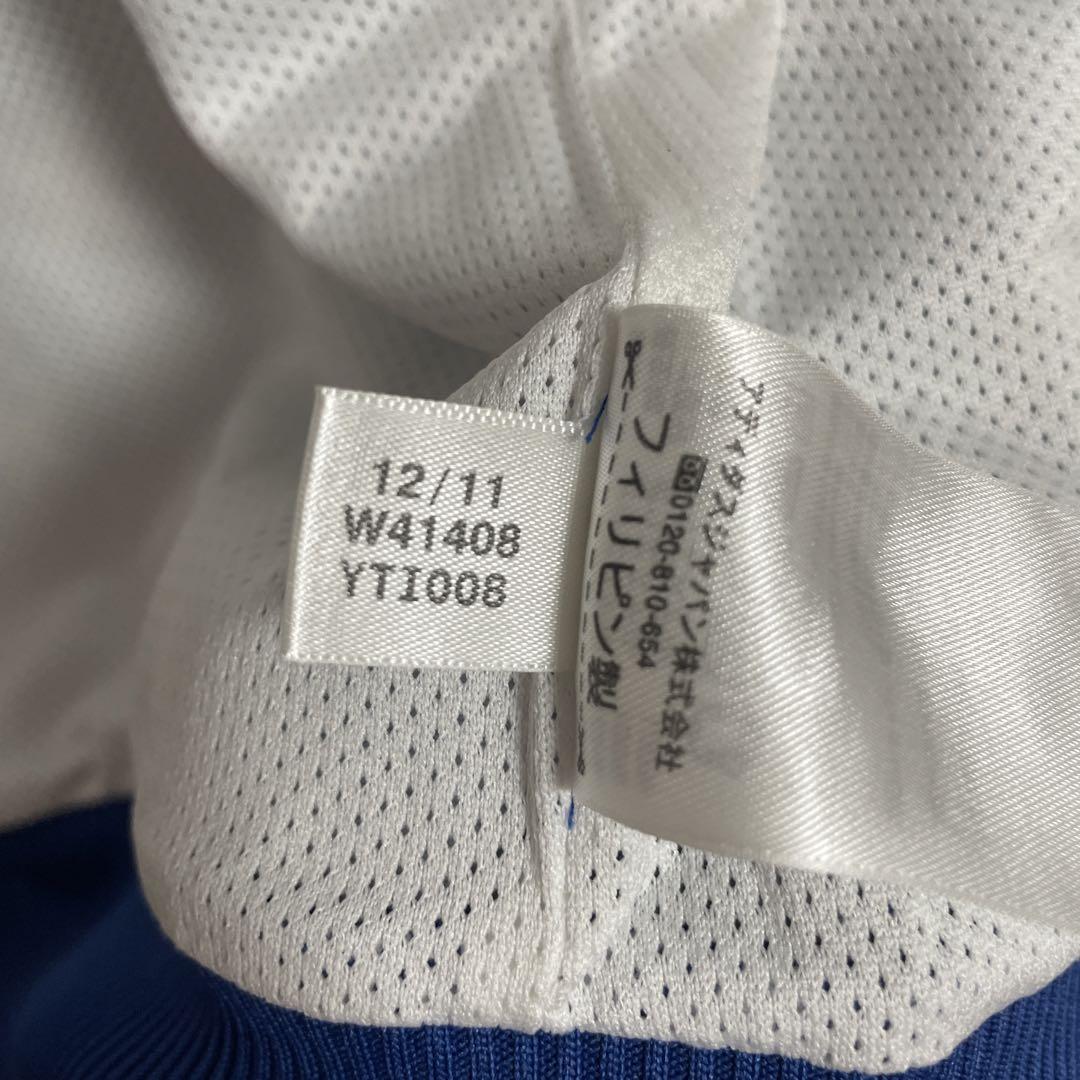 12/11
W41408
YTI008
アディダスジャパン株式会社
0120-810-654
フィリピン製